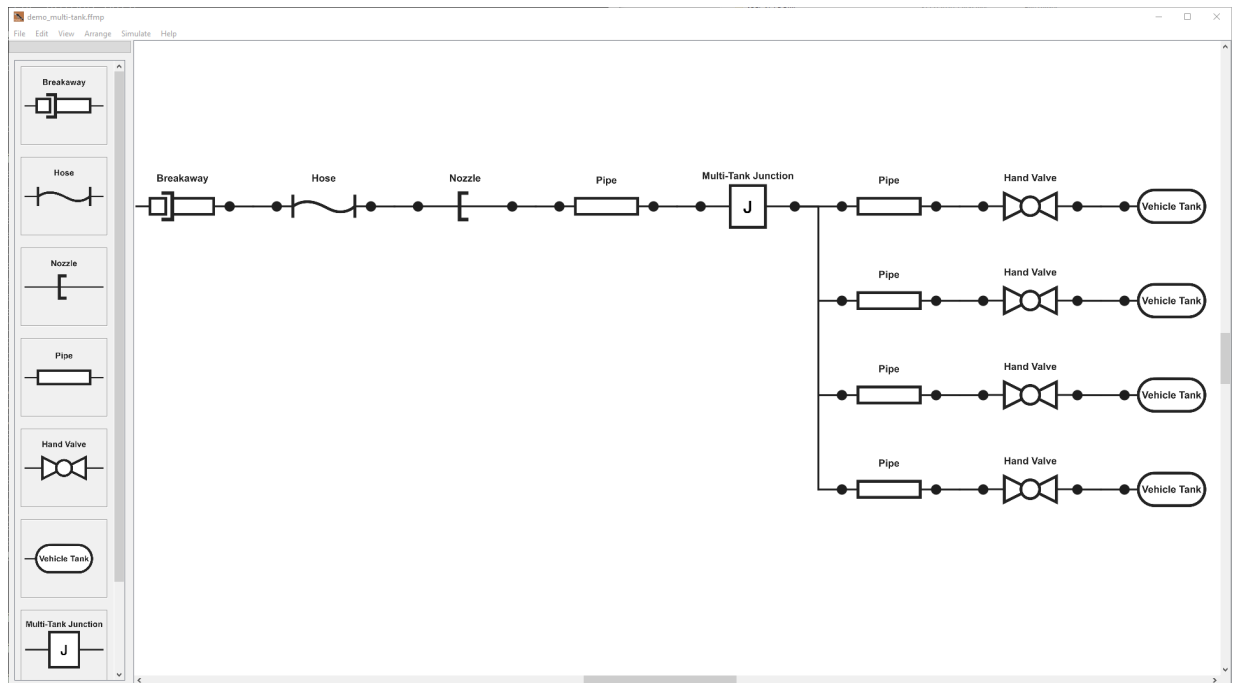 demo_multi-tank.ffmp
File Edit View Arrange Simulate Help
Breakaway
Hose
Nozzle
Pipe
Hand Valve
Vehicle Tank
Multi-Tank Junction
J
Breakaway
Hose
Nozzle
Pipe
Multi-Tank Junction
J
Pipe
Hand Valve
Vehicle Tank
Pipe
Hand Valve
Vehicle Tank
Pipe
Hand Valve
Vehicle Tank
Pipe
Hand Valve
Vehicle Tank